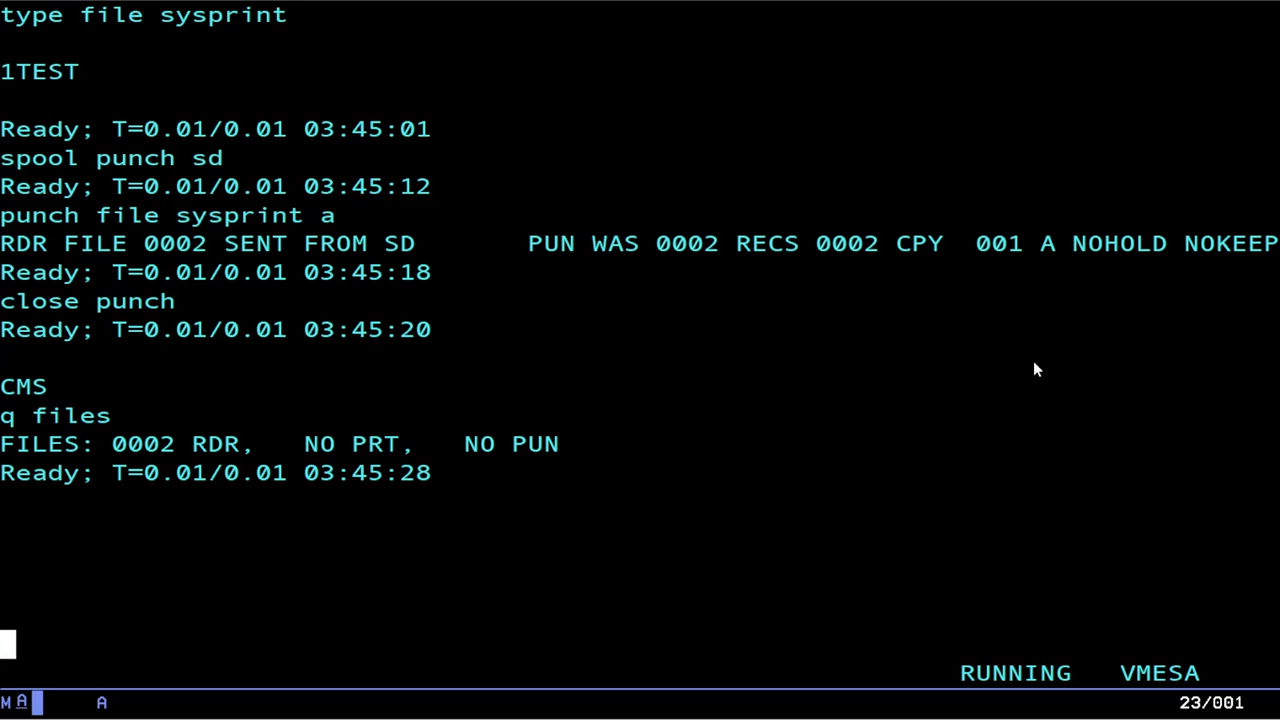 type file sysprint
1TEST
Ready; T=0.01/0.01 03:45:01
spool punch sd
Ready; T=0.01/0.01 03:45:12
punch file sysprint a
RDR FILE 0002 SENT FROM SD       PUN WAS 0002 RECS 0002 CPY  001 A NOHOLD NOKEEP
Ready; T=0.01/0.01 03:45:18
close punch
Ready; T=0.01/0.01 03:45:20
CMS
q files
FILES: 0002 RDR,   NO PRT,   NO PUN
Ready; T=0.01/0.01 03:45:28
RUNNING   VMESA
MA     A     23/001